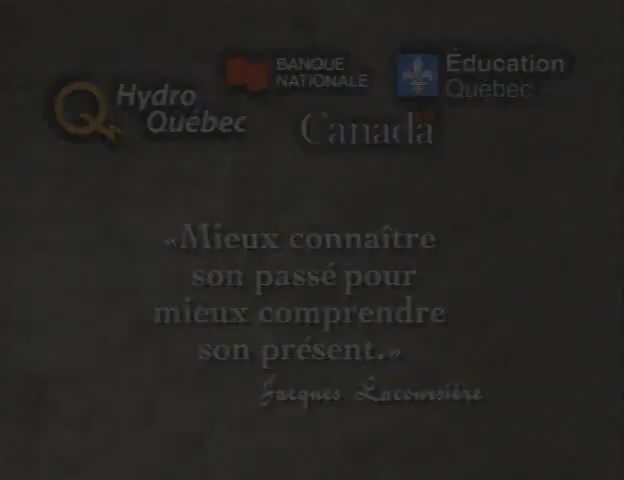 BANQUE
NATIONALE
Éducation
Québec
Hydro
Québec
Canada
«Mieux connaître
son passé pour
mieux comprendre
son présent.»
Jacques Lacoursière